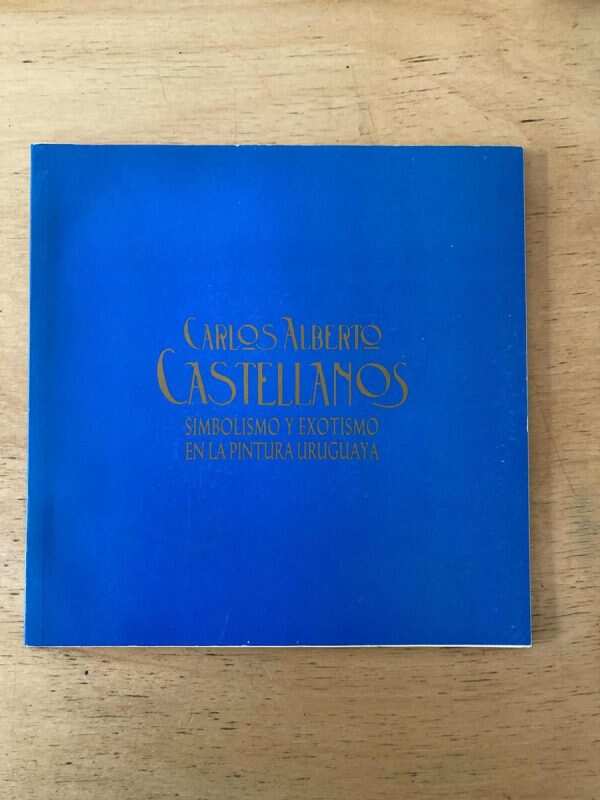 CARLOS ALBERTO
CASTELLANOS
SIMBOLISMO Y EXOTISMO
EN LA PINTURA URUGUAYA